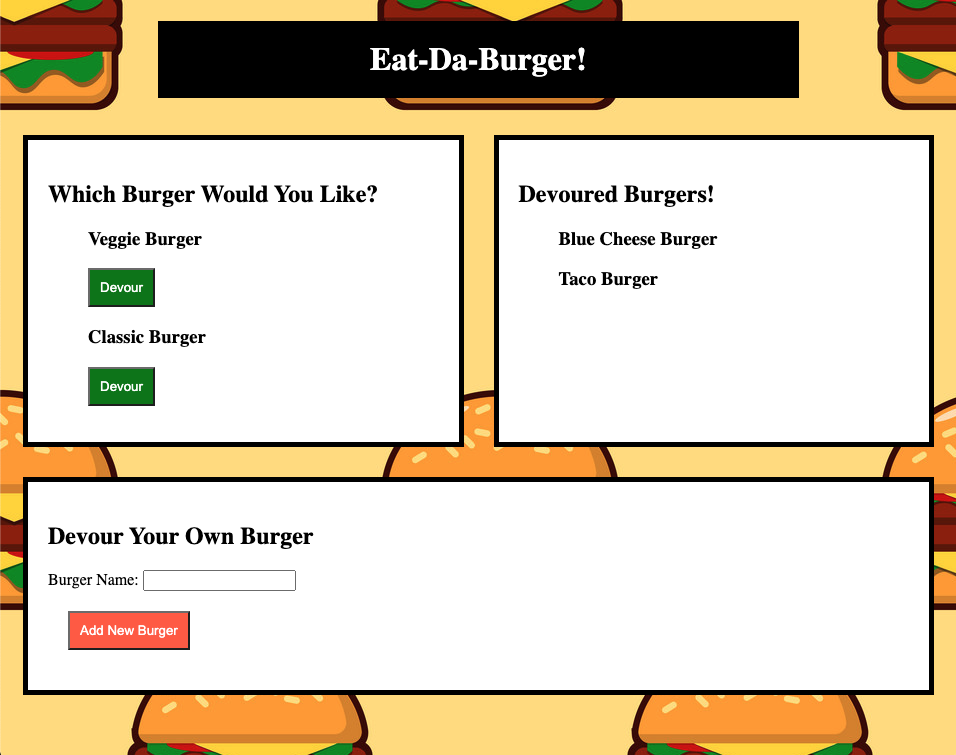 Eat-Da-Burger!
Which Burger Would You Like?
Veggie Burger
Devour
Classic Burger
Devour
Devoured Burgers!
Blue Cheese Burger
Taco Burger
Devour Your Own Burger
Burger Name:
Add New Burger